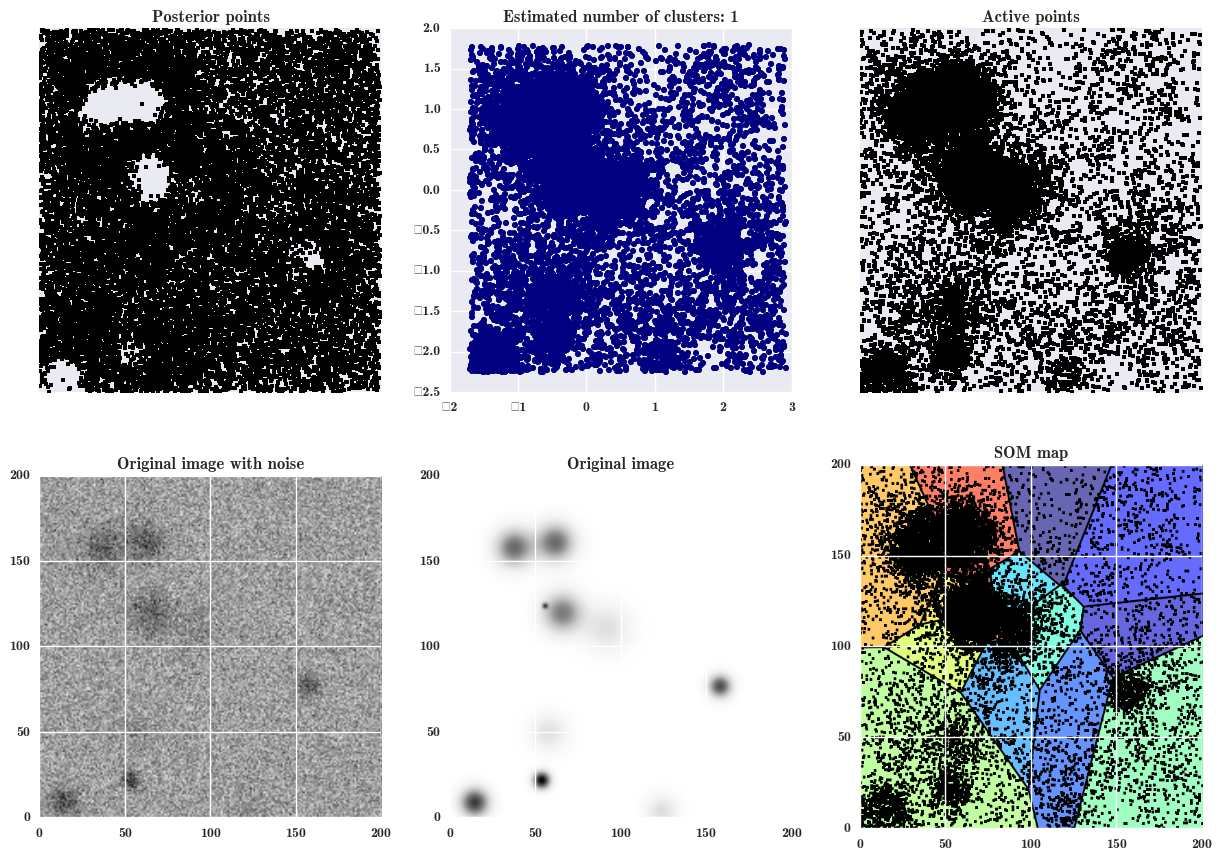 Posterior points
Estimated number of clusters: 1
Active points
2.0
1.5
1.0
0.5
0.0
□0.5
□1.0
□1.5
□2.0
□2.5
□2 □1 0 1 2 3
Original image with noise
Original image
SOM map
200
150
100
50
0
0 50 100 150 200
200
150
100
50
0
0 50 100 150 200
200
150
100
50
0
0 50 100 150 200